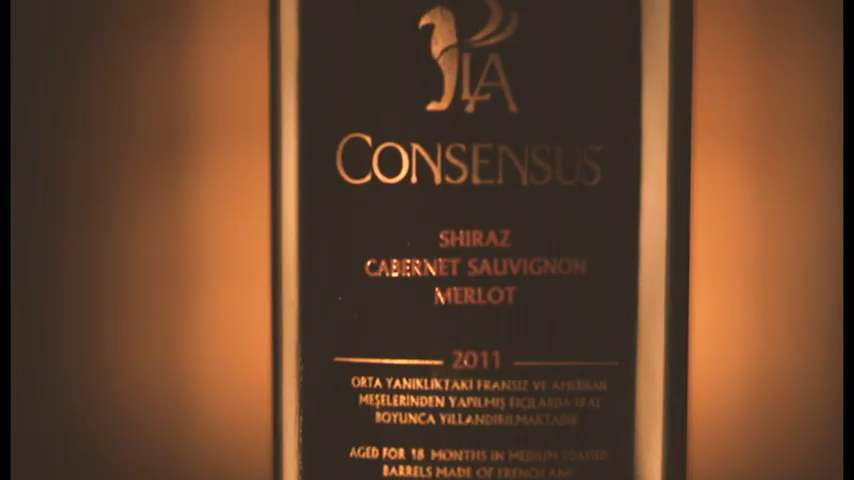 LA
CONSENSUS
SHIRAZ
CABERNET SAUVIGNON
MERLOT
2011
ORTA YANIKLIKTAKİ FRANSIZ VE AMERİKAN
MEŞELERİNDEN YAPILMIŞ FIÇILARDA 18 AY
BOYUNCA YILLANDIRILMAKTADIR
AGED FOR 18 MONTHS IN MEDIUM TOASTED
BARRELS MADE OF FRENCH AND